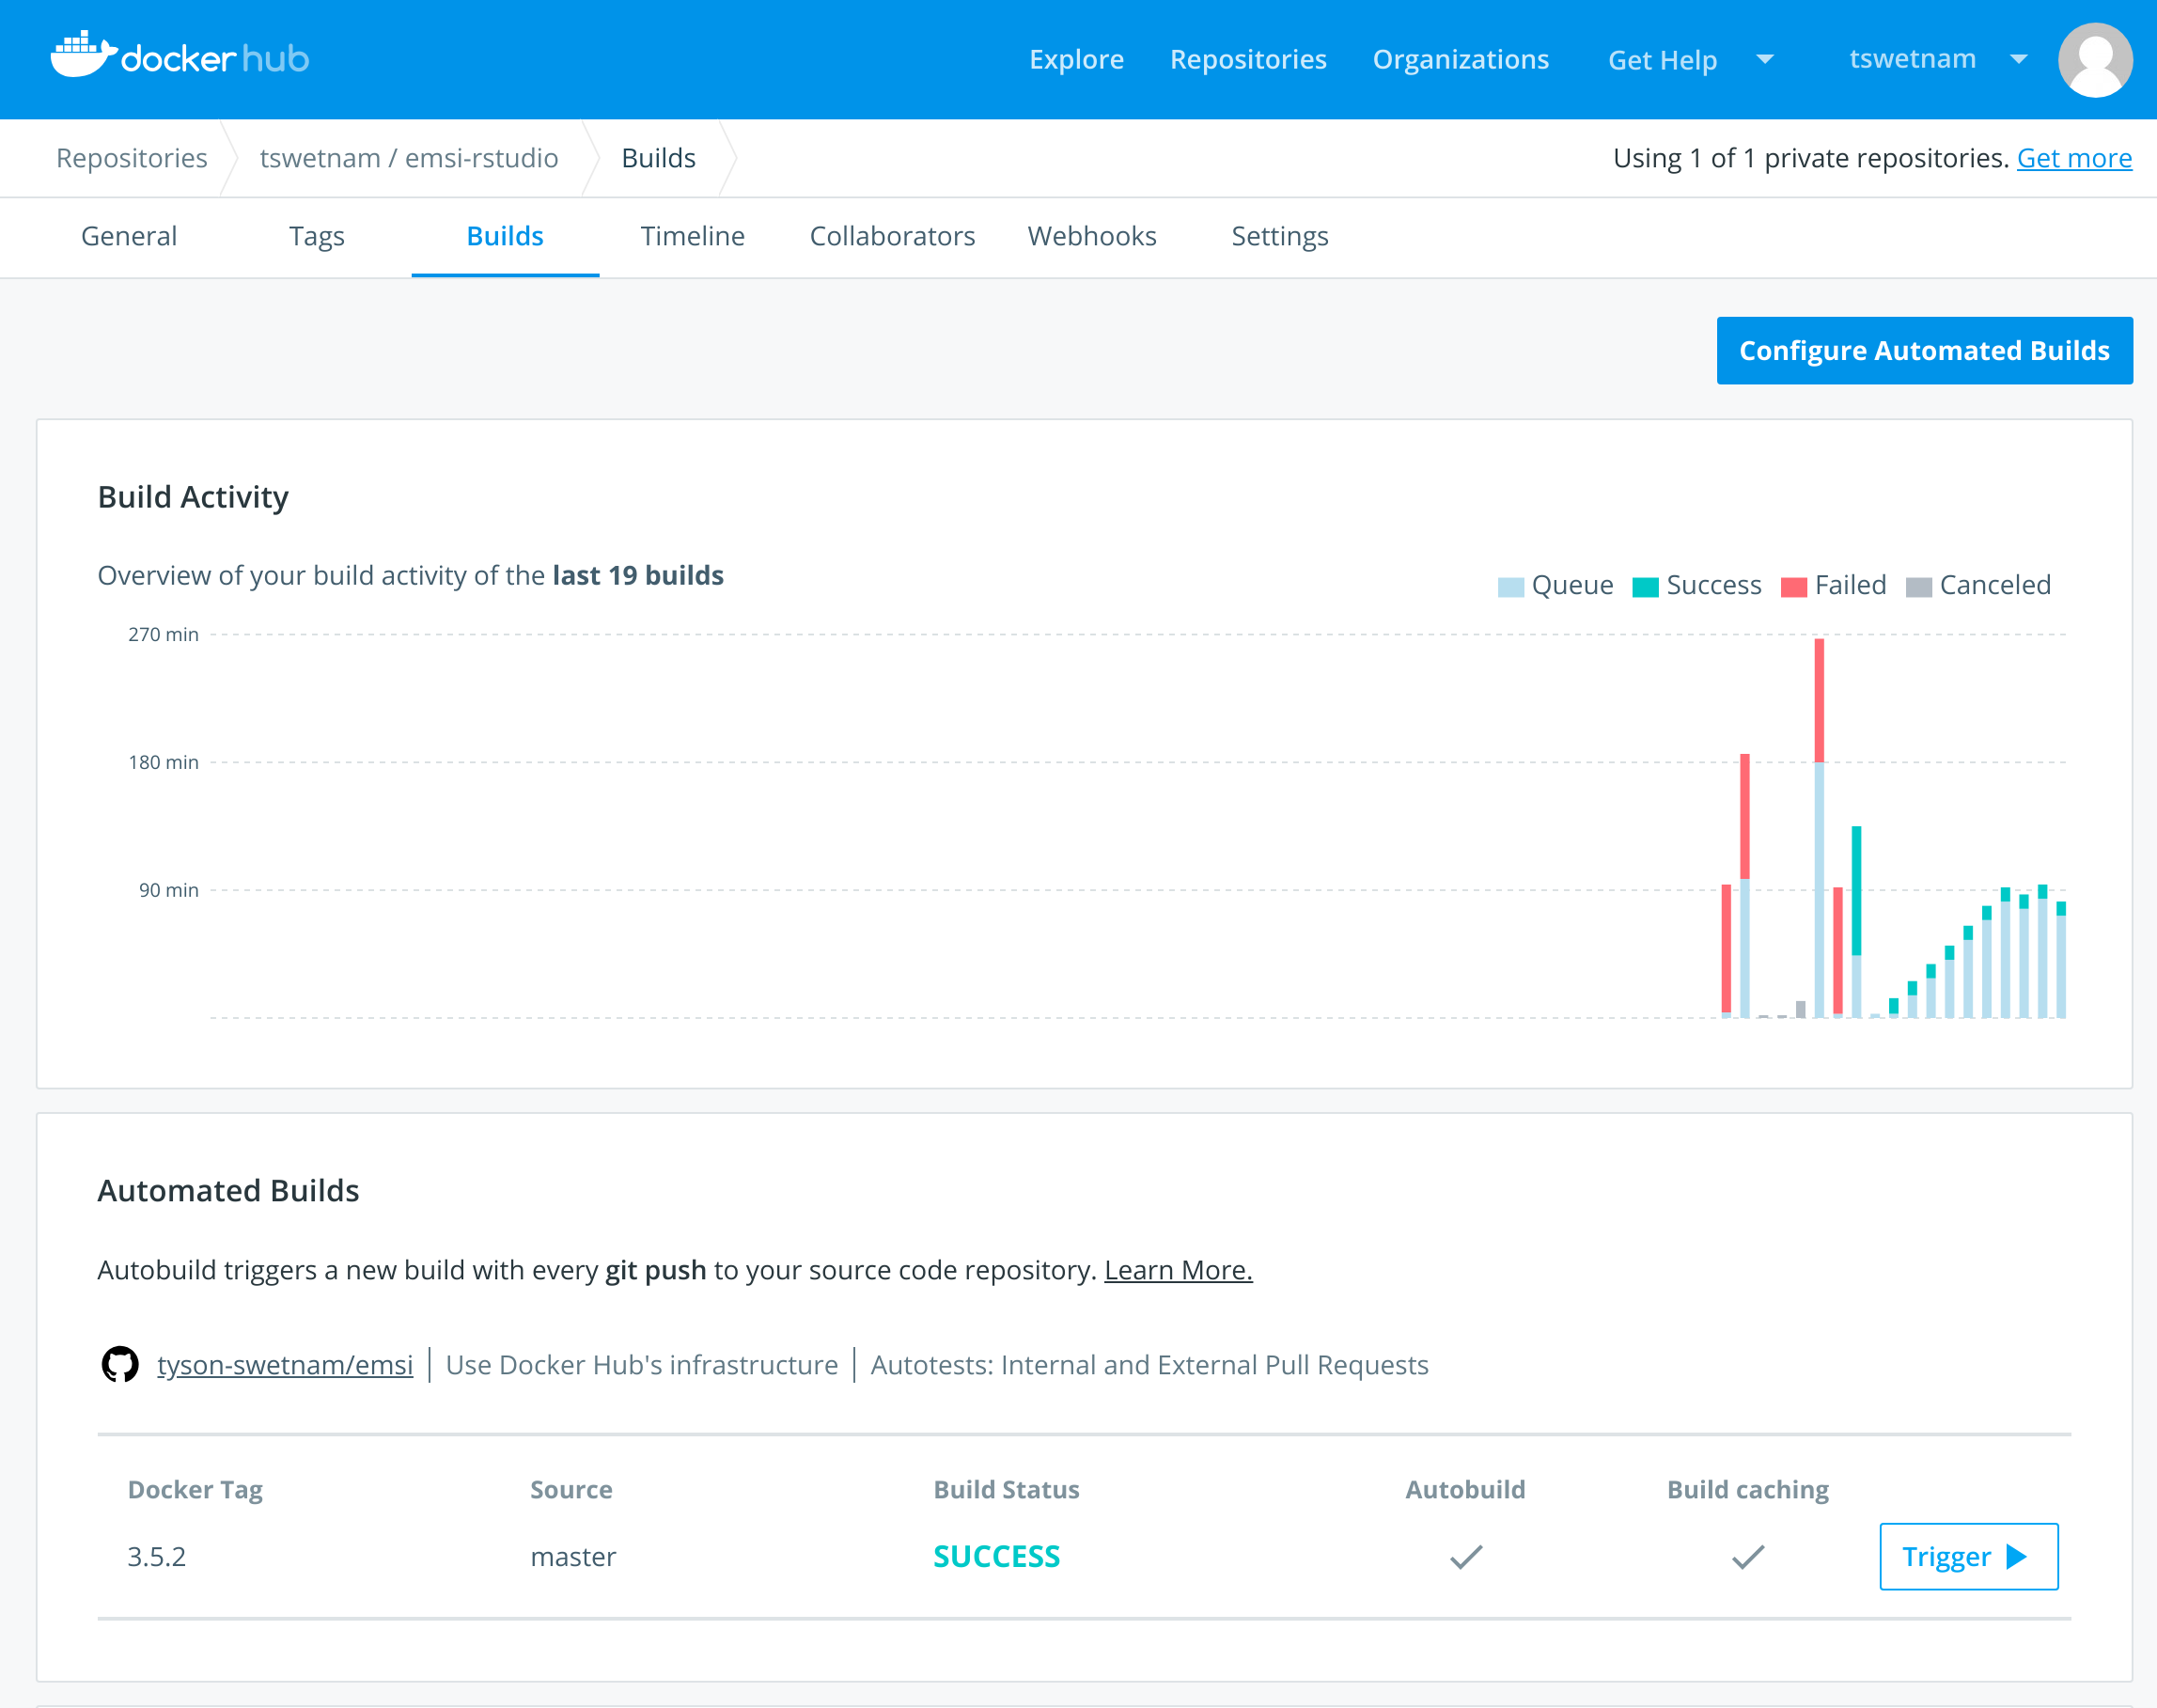 docker hub Explore Repositories Organizations Get Help tswetnam
Repositories tswetnam / emsi-rstudio Builds Using 1 of 1 private repositories. Get more
General Tags Builds Timeline Collaborators Webhooks Settings
Configure Automated Builds
Build Activity
Overview of your build activity of the last 19 builds
Queue Success Failed Canceled
270 min
180 min
90 min
Automated Builds
Autobuild triggers a new build with every git push to your source code repository. Learn More.
tyson-swetnam/emsi | Use Docker Hub's infrastructure | Autotests: Internal and External Pull Requests
Docker Tag Source Build Status Autobuild Build caching
3.5.2 master SUCCESS Trigger